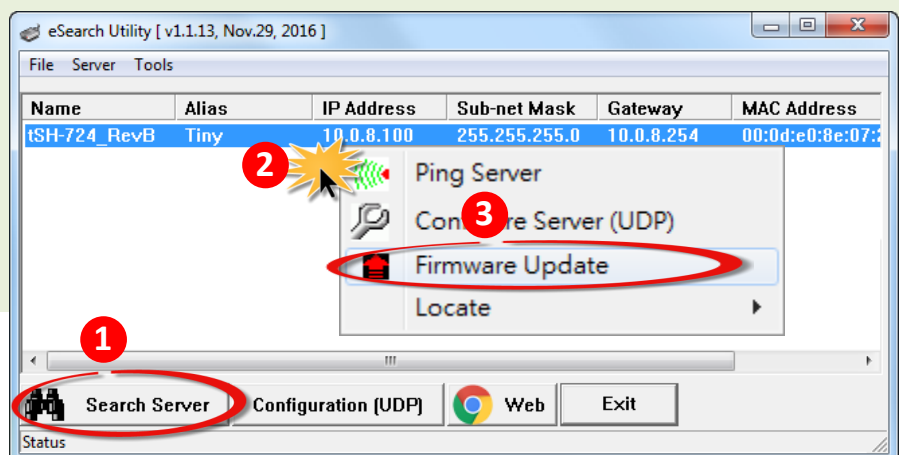 eSearch Utility [ v1.1.13, Nov.29, 2016 ]
File Server Tools
Name Alias IP Address Sub-net Mask Gateway MAC Address
tSH-724_RevB Tiny 10.0.8.100 255.255.255.0 10.0.8.254 00:0d:e0:8e:07:
2
Ping Server
3
Server (UDP)
Firmware Update
Locate
1
Search Server Configuration (UDP) Web Exit
Status